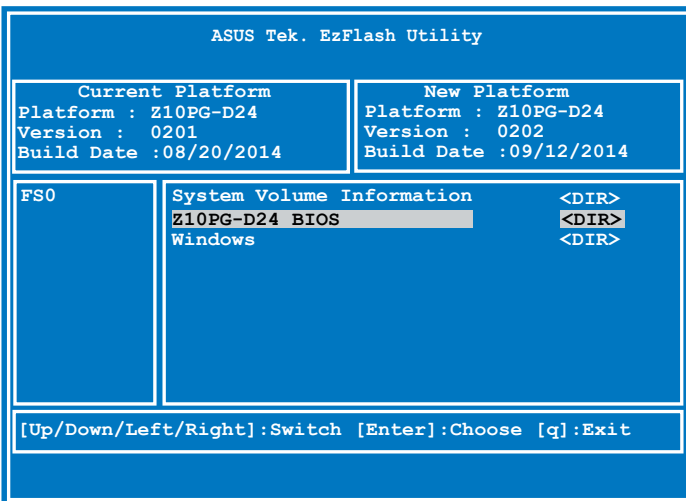 ASUS Tek. EzFlash Utility
Current Platform
Platform : Z10PG-D24
Version : 0201
Build Date :08/20/2014
New Platform
Platform : Z10PG-D24
Version : 0202
Build Date :09/12/2014
FS0
System Volume Information <DIR>
Z10PG-D24 BIOS <DIR>
Windows <DIR>
[Up/Down/Left/Right]:Switch [Enter]:Choose [q]:Exit